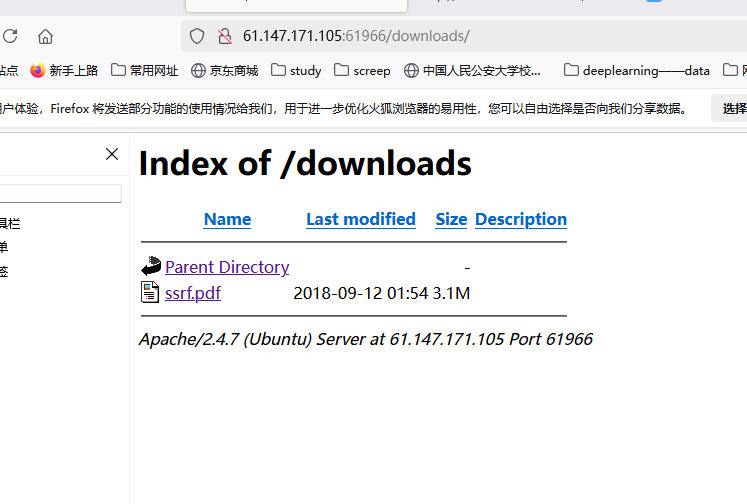 61.147.171.105:61966/downloads/
站点 新手上路 常用网址 京东商城 study screep 中国人民公安大学校... deeplearning——data
用户体验，Firefox 将发送部分功能的使用情况给我们，用于进一步优化火狐浏览器的易用性，您可以自由选择是否向我们分享数据。 选择
具栏
单
签
Index of /downloads
Name Last modified Size Description
Parent Directory -
ssrf.pdf 2018-09-12 01:54 3.1M
Apache/2.4.7 (Ubuntu) Server at 61.147.171.105 Port 61966